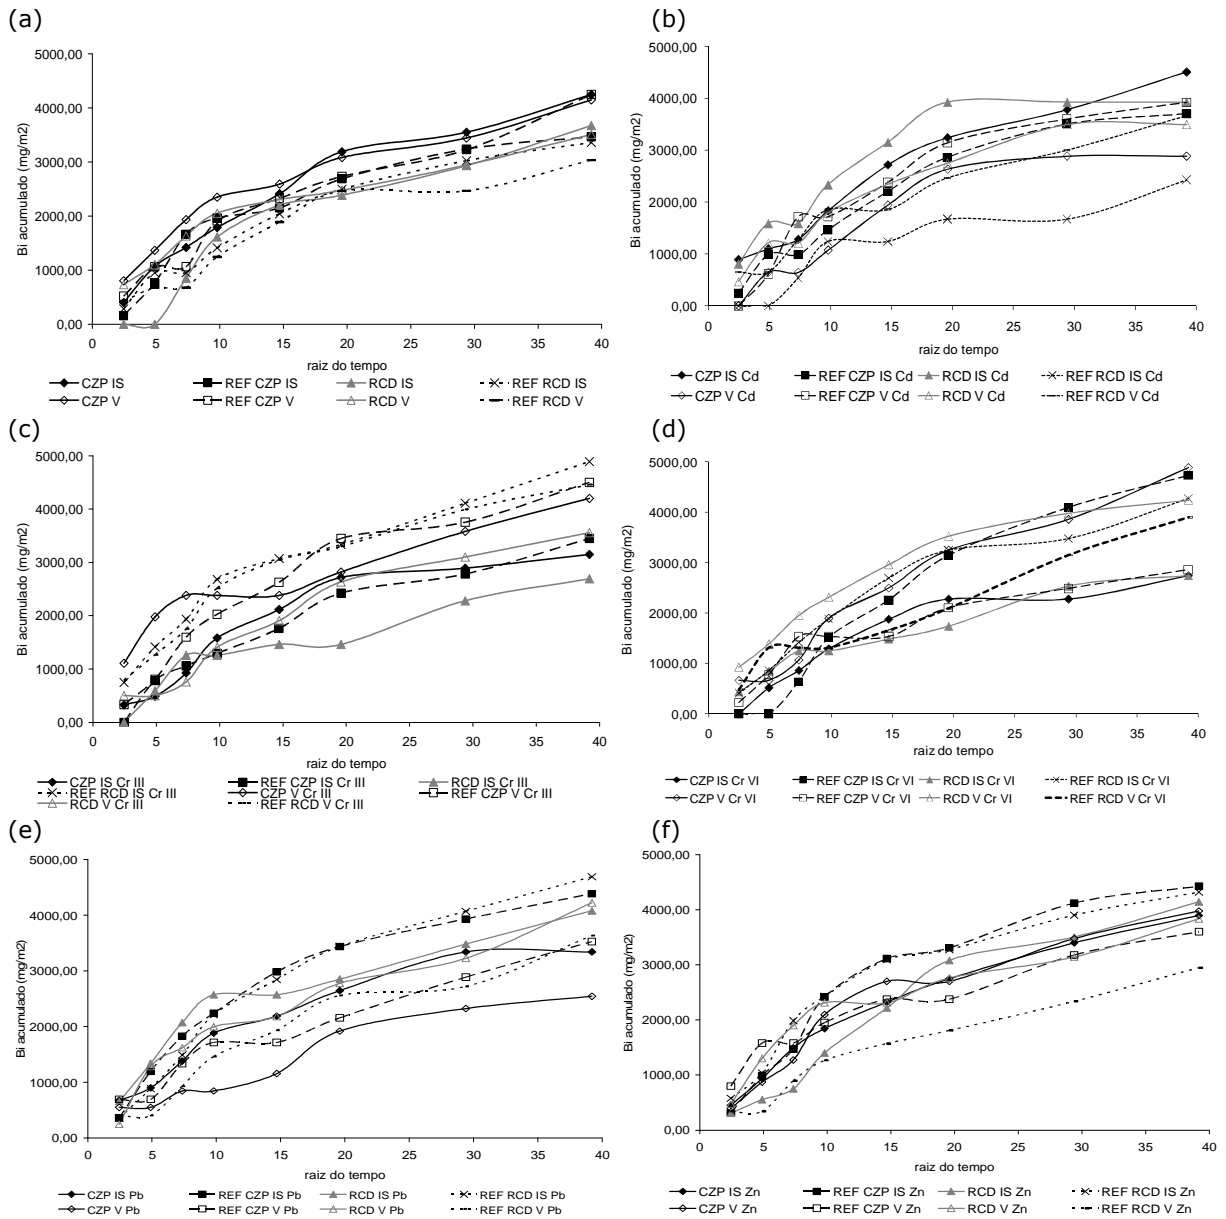 (a)
Bi acumulado (mg/m2)
5000,00
4000,00
3000,00
2000,00
1000,00
0,00
0 5 10 15 20 25 30 35 40
raiz do tempo
CZP IS REF CZP IS RCD IS REF RCD IS
CZP V REF CZP V RCD V REF RCD V
(b)
Bi acumulado (mg/m2)
5000,00
4000,00
3000,00
2000,00
1000,00
0,00
0 5 10 15 20 25 30 35 40
raiz do tempo
CZP IS Cd REF CZP IS Cd RCD IS Cd REF RCD IS Cd
CZP V Cd REF CZP V Cd RCD V Cd REF RCD V Cd
(c)
Bi acumulado (mg/m2)
5000,00
4000,00
3000,00
2000,00
1000,00
0,00
0 5 10 15 20 25 30 35 40
raiz do tempo
CZP IS Cr III REF CZP IS Cr III RCD IS Cr III
REF RCD IS Cr III CZP V Cr III REF CZP V Cr III
RCD V Cr III REF RCD V Cr III
(d)
Bi acumulado (mg/m2)
5000,00
4000,00
3000,00
2000,00
1000,00
0,00
0 5 10 15 20 25 30 35 40
raiz do tempo
CZP IS Cr VI REF CZP IS Cr VI RCD IS Cr VI REF RCD IS Cr VI
CZP V Cr VI REF CZP V Cr VI RCD V Cr VI REF RCD V Cr VI
(e)
Bi acumulado (mg/m2)
5000,00
4000,00
3000,00
2000,00
1000,00
0,00
0 5 10 15 20 25 30 35 40
raiz do tempo
CZP IS Pb REF CZP IS Pb RCD IS Pb REF RCD IS Pb
CZP V Pb REF CZP V Pb RCD V Pb REF RCD V Pb
(f)
Bi acumulado (mg/m2)
5000,00
4000,00
3000,00
2000,00
1000,00
0,00
0 5 10 15 20 25 30 35 40
raiz do tempo
CZP IS Zn REF CZP IS Zn RCD IS Zn REF RCD IS Zn
CZP V Zn REF CZP V Zn RCD V Zn REF RCD V Zn